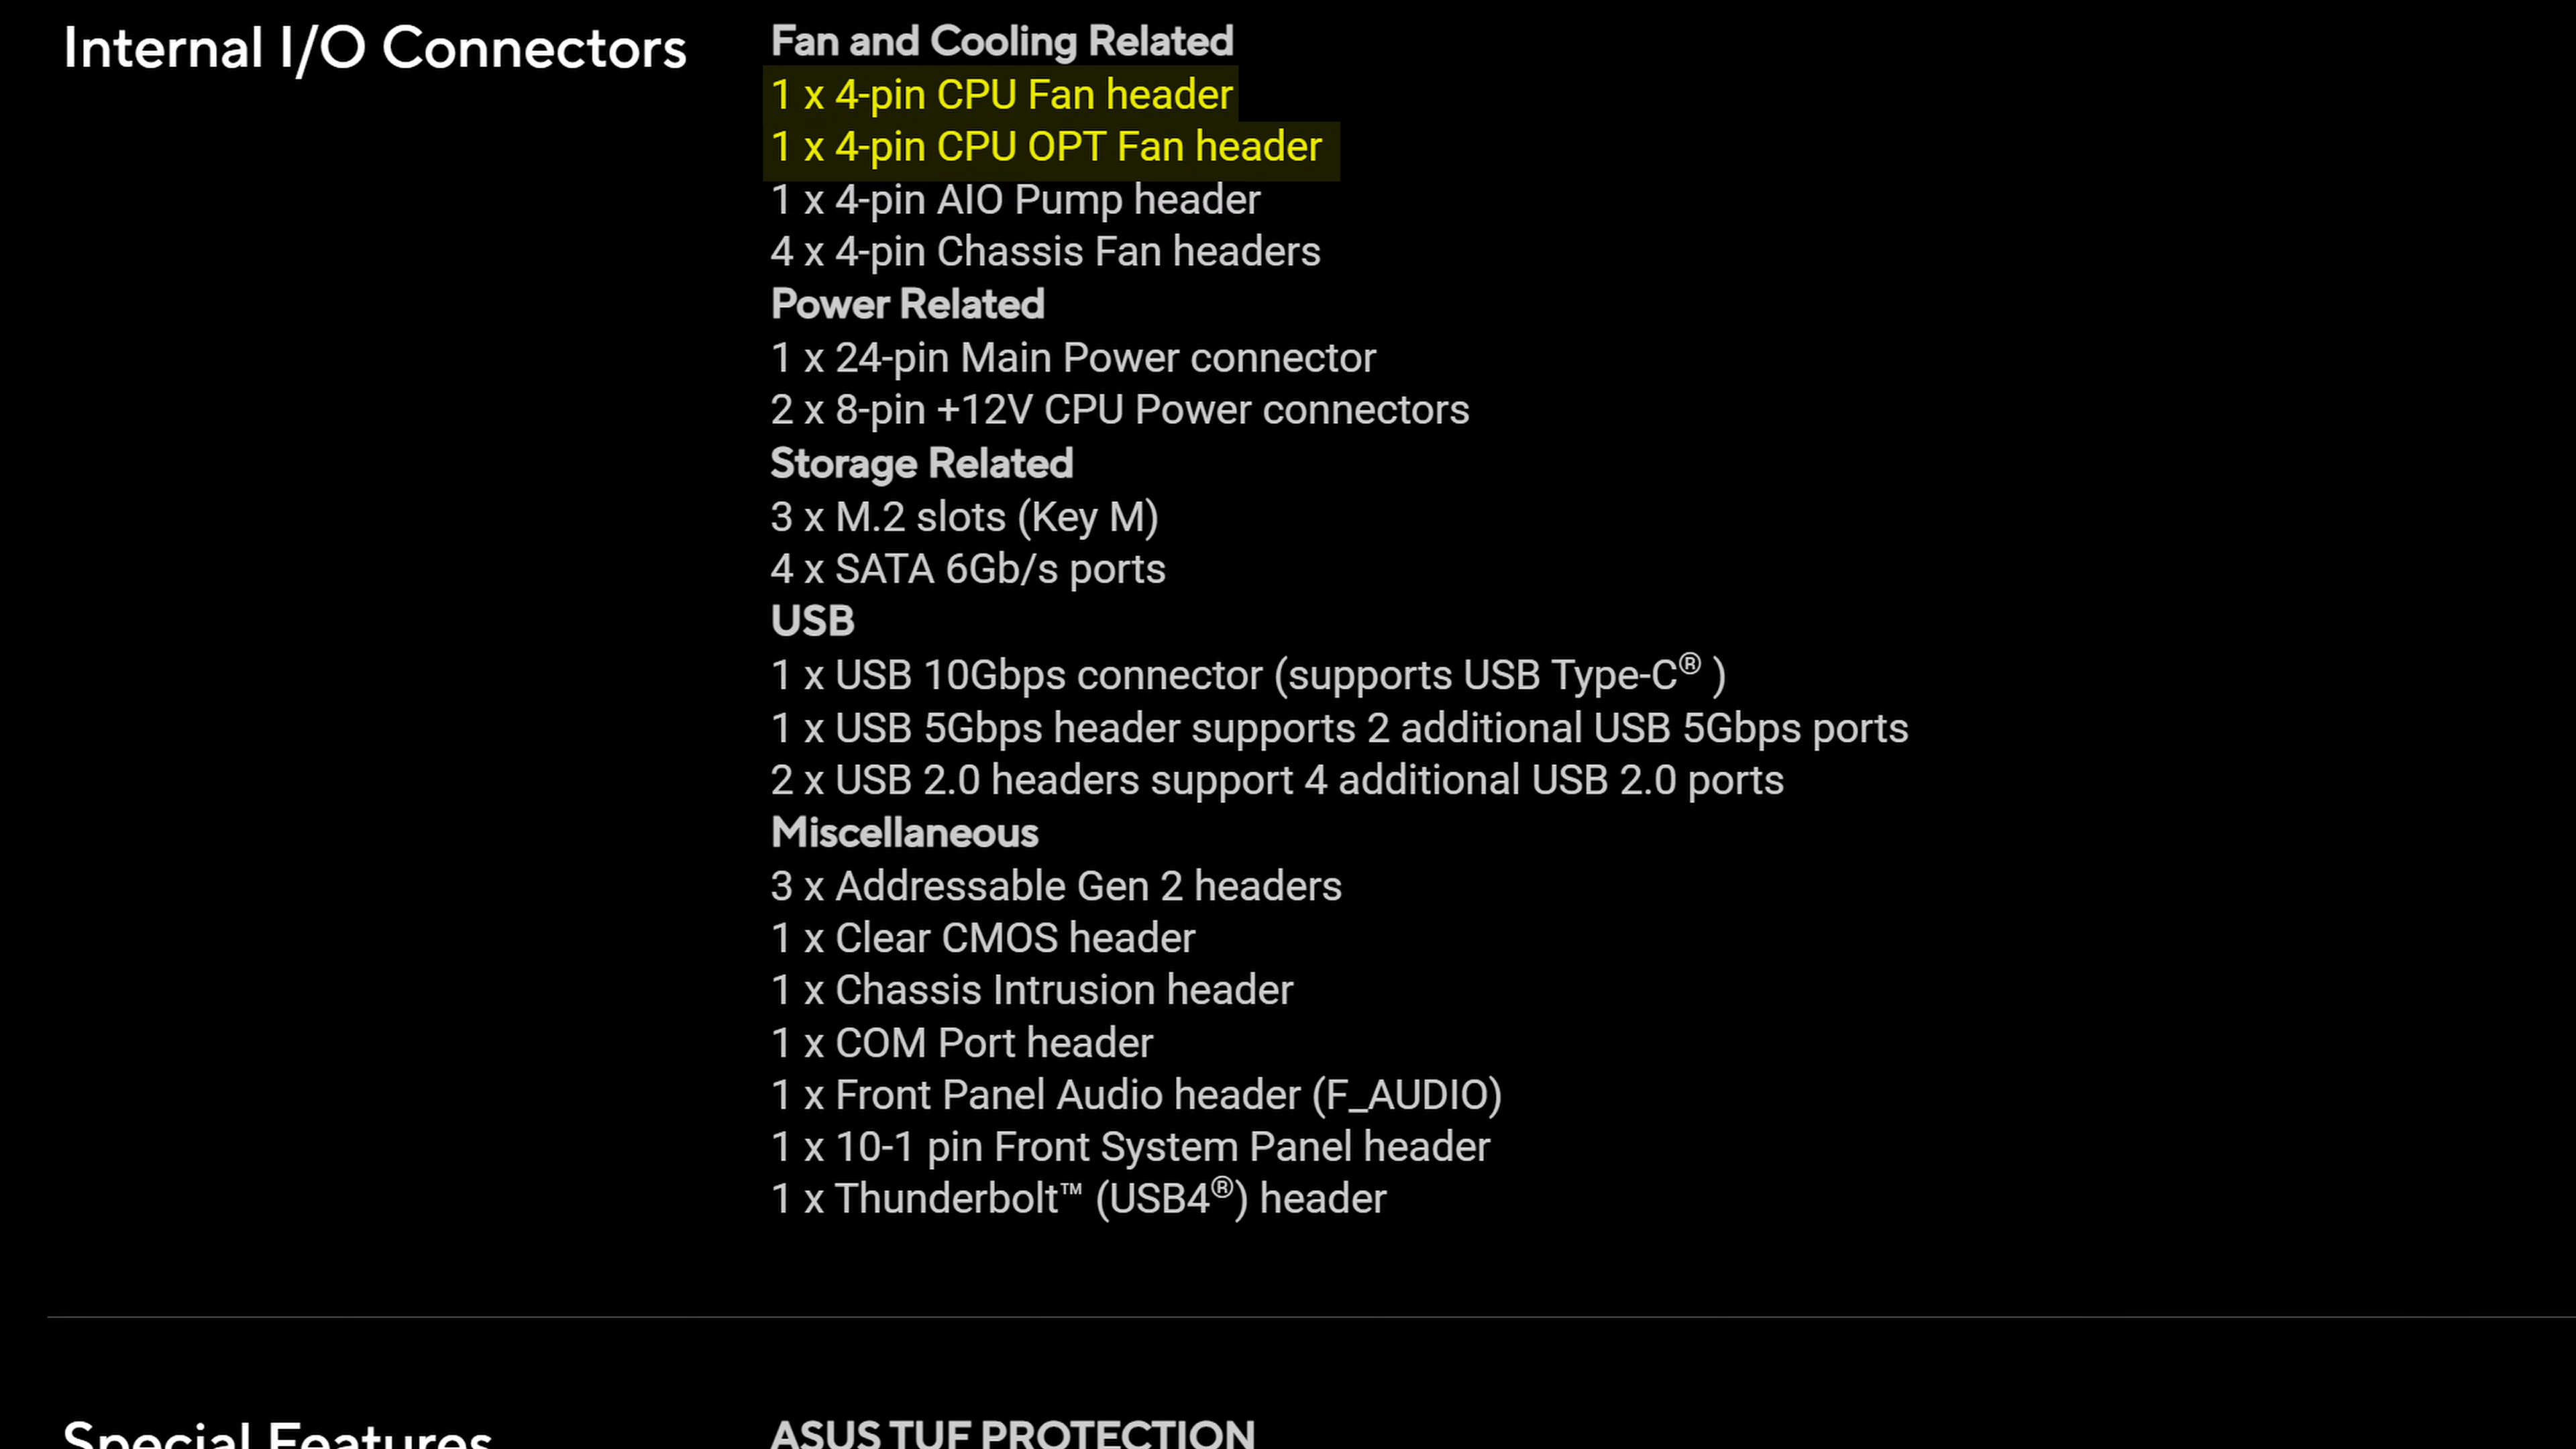 Internal I/O Connectors
Fan and Cooling Related
1 x 4-pin CPU Fan header
1 x 4-pin CPU OPT Fan header
1 x 4-pin AIO Pump header
4 x 4-pin Chassis Fan headers
Power Related
1 x 24-pin Main Power connector
2 x 8-pin +12V CPU Power connectors
Storage Related
3 x M.2 slots (Key M)
4 x SATA 6Gb/s ports
USB
1 x USB 10Gbps connector (supports USB Type-C® )
1 x USB 5Gbps header supports 2 additional USB 5Gbps ports
2 x USB 2.0 headers support 4 additional USB 2.0 ports
Miscellaneous
3 x Addressable Gen 2 headers
1 x Clear CMOS header
1 x Chassis Intrusion header
1 x COM Port header
1 x Front Panel Audio header (F_AUDIO)
1 x 10-1 pin Front System Panel header
1 x Thunderbolt™ (USB4®) header
Special Features
ASUS TUF PROTECTION